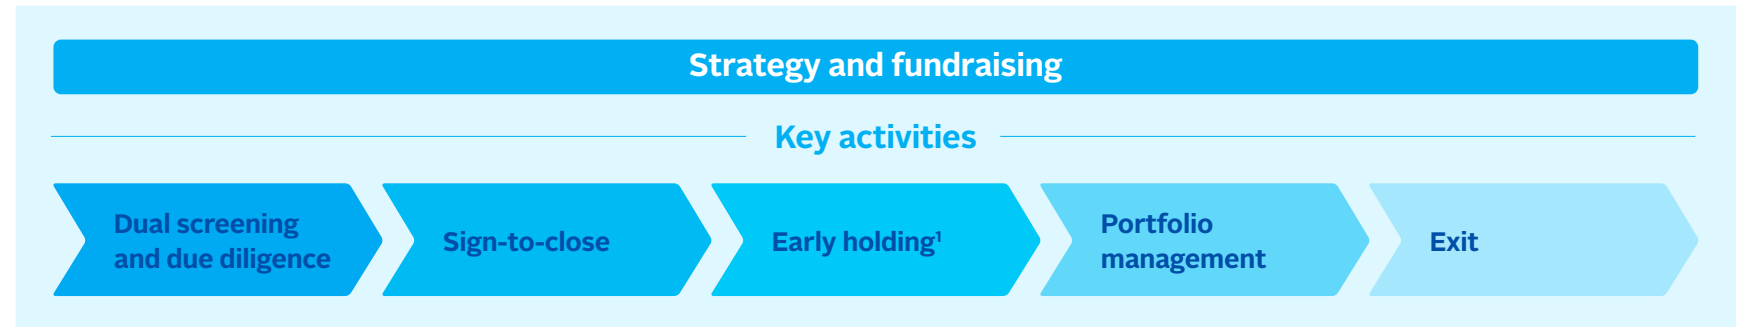 Strategy and fundraising
Key activities
Dual screening
and due diligence
Sign-to-close
Early holding¹
Portfolio
management
Exit